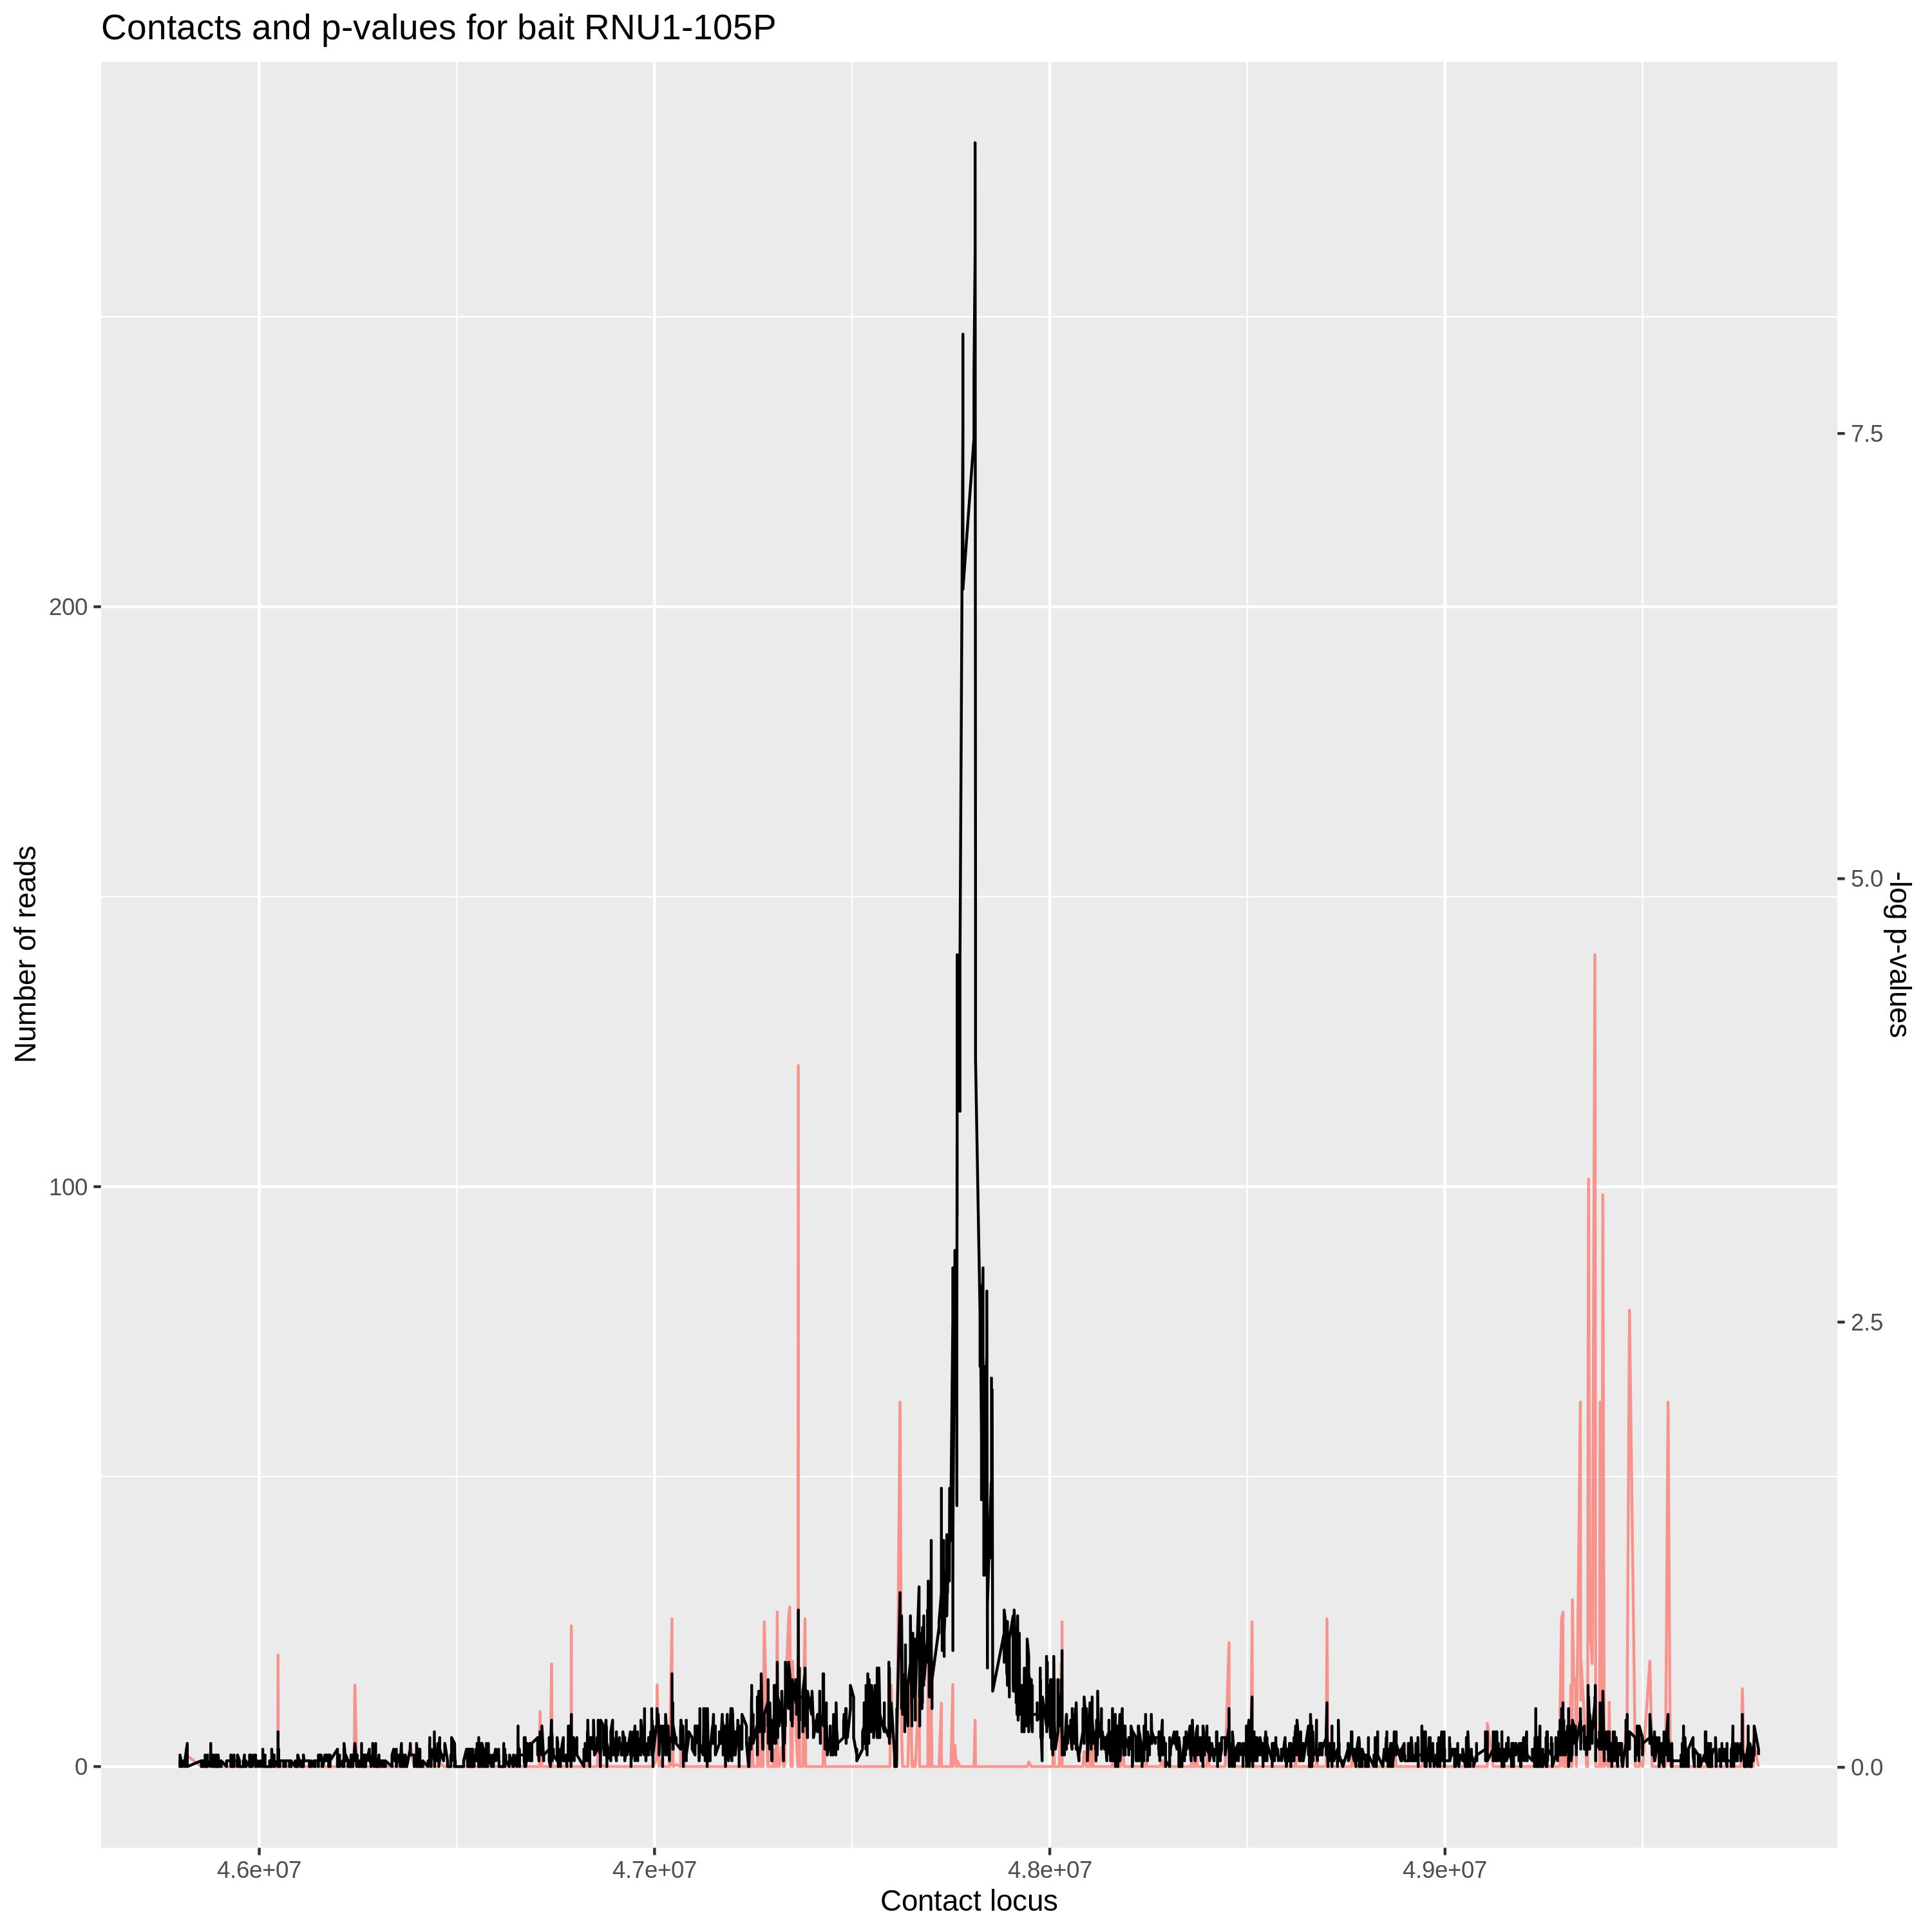 Contacts and p-values for bait RNU1-105P
Number of reads
200
100
0
7.5
5.0
2.5
0.0
-log p-values
4.6e+07
4.7e+07
4.8e+07
4.9e+07
Contact locus